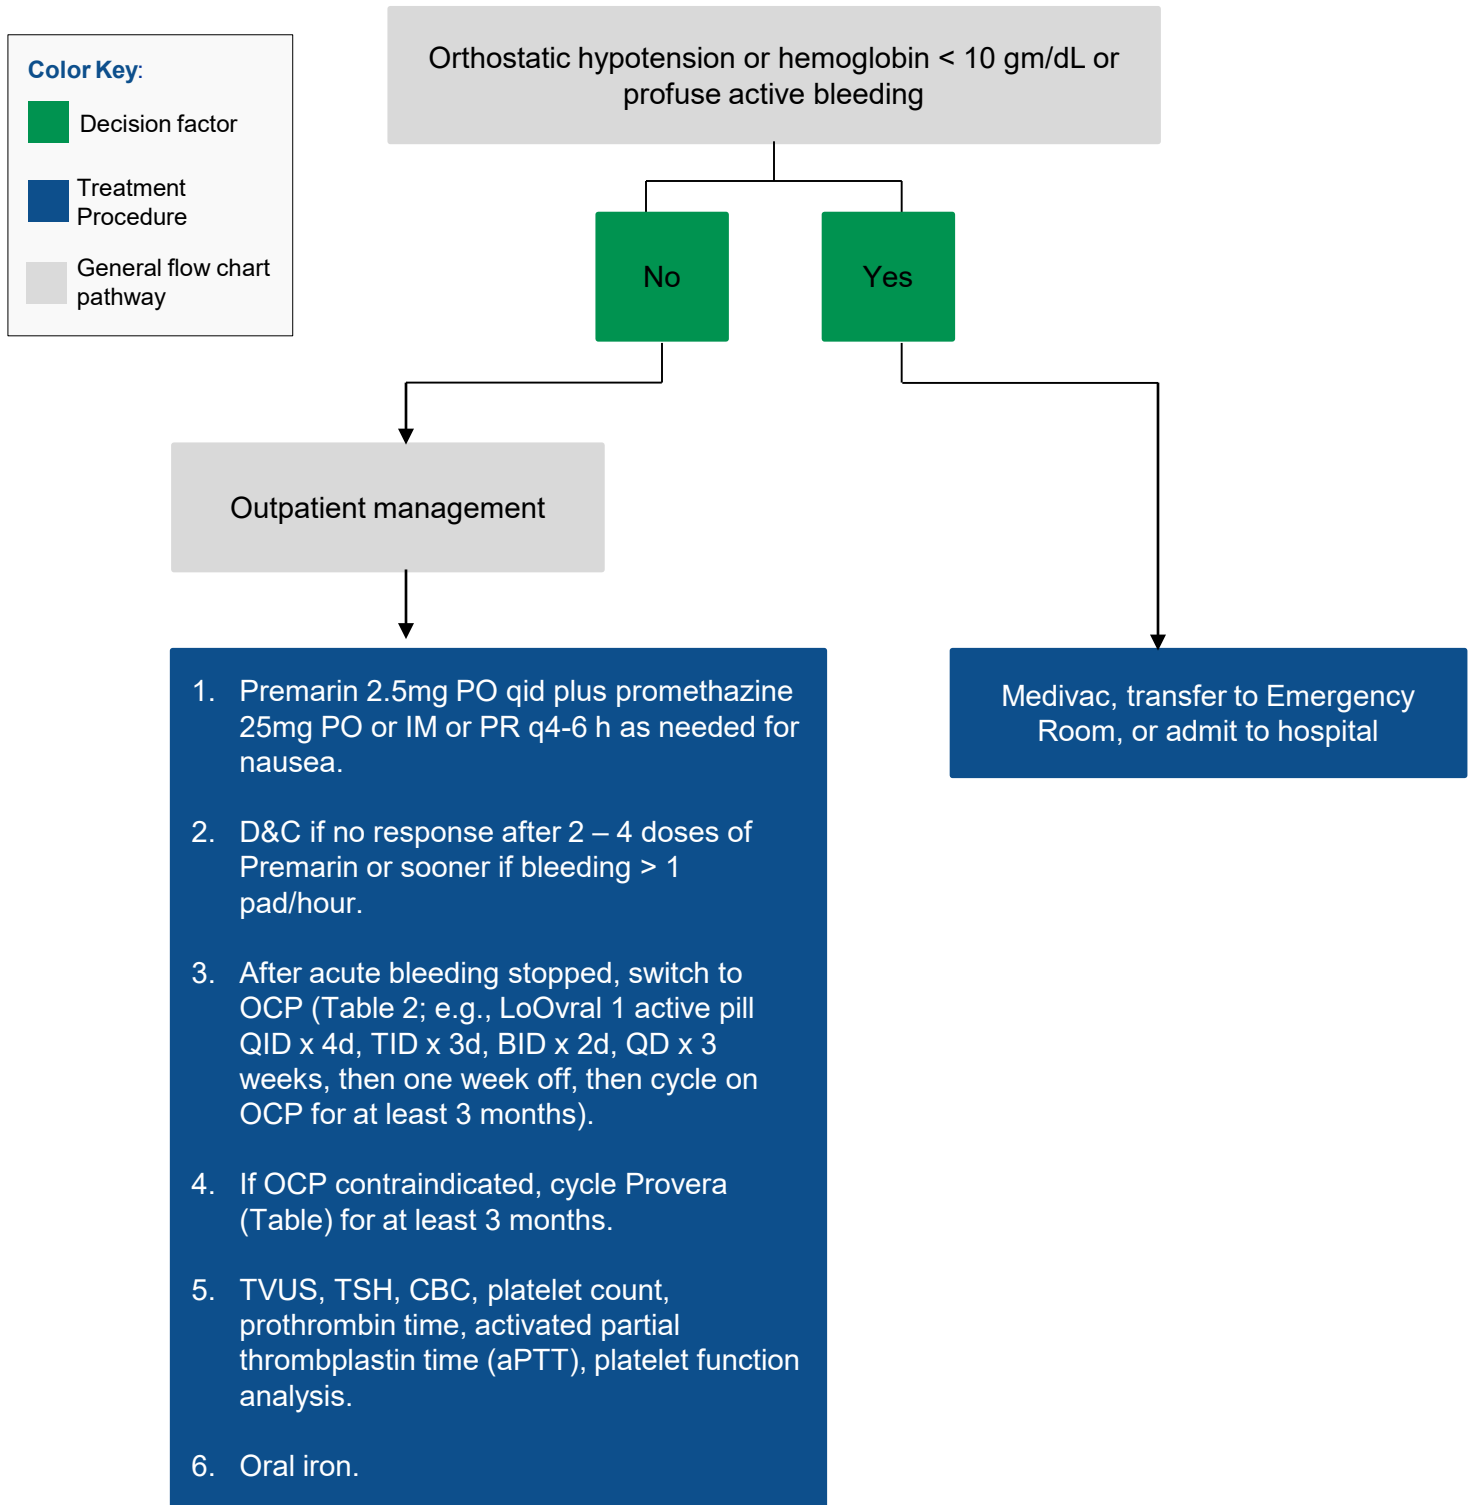 Color Key:
Decision factor
Treatment
Procedure
General flow chart
pathway
Orthostatic hypotension or hemoglobin < 10 gm/dL or
profuse active bleeding
No
Yes
Outpatient management
1. Premarin 2.5mg PO qid plus promethazine
25mg PO or IM or PR q4-6 h as needed for
nausea.
2. D&C if no response after 2 – 4 doses of
Premarin or sooner if bleeding > 1
pad/hour.
3. After acute bleeding stopped, switch to
OCP (Table 2; e.g., LoOvral 1 active pill
QID x 4d, TID x 3d, BID x 2d, QD x 3
weeks, then one week off, then cycle on
OCP for at least 3 months).
4. If OCP contraindicated, cycle Provera
(Table) for at least 3 months.
5. TVUS, TSH, CBC, platelet count,
prothrombin time, activated partial
thrombplastin time (aPTT), platelet function
analysis.
6. Oral iron.
Medivac, transfer to Emergency
Room, or admit to hospital